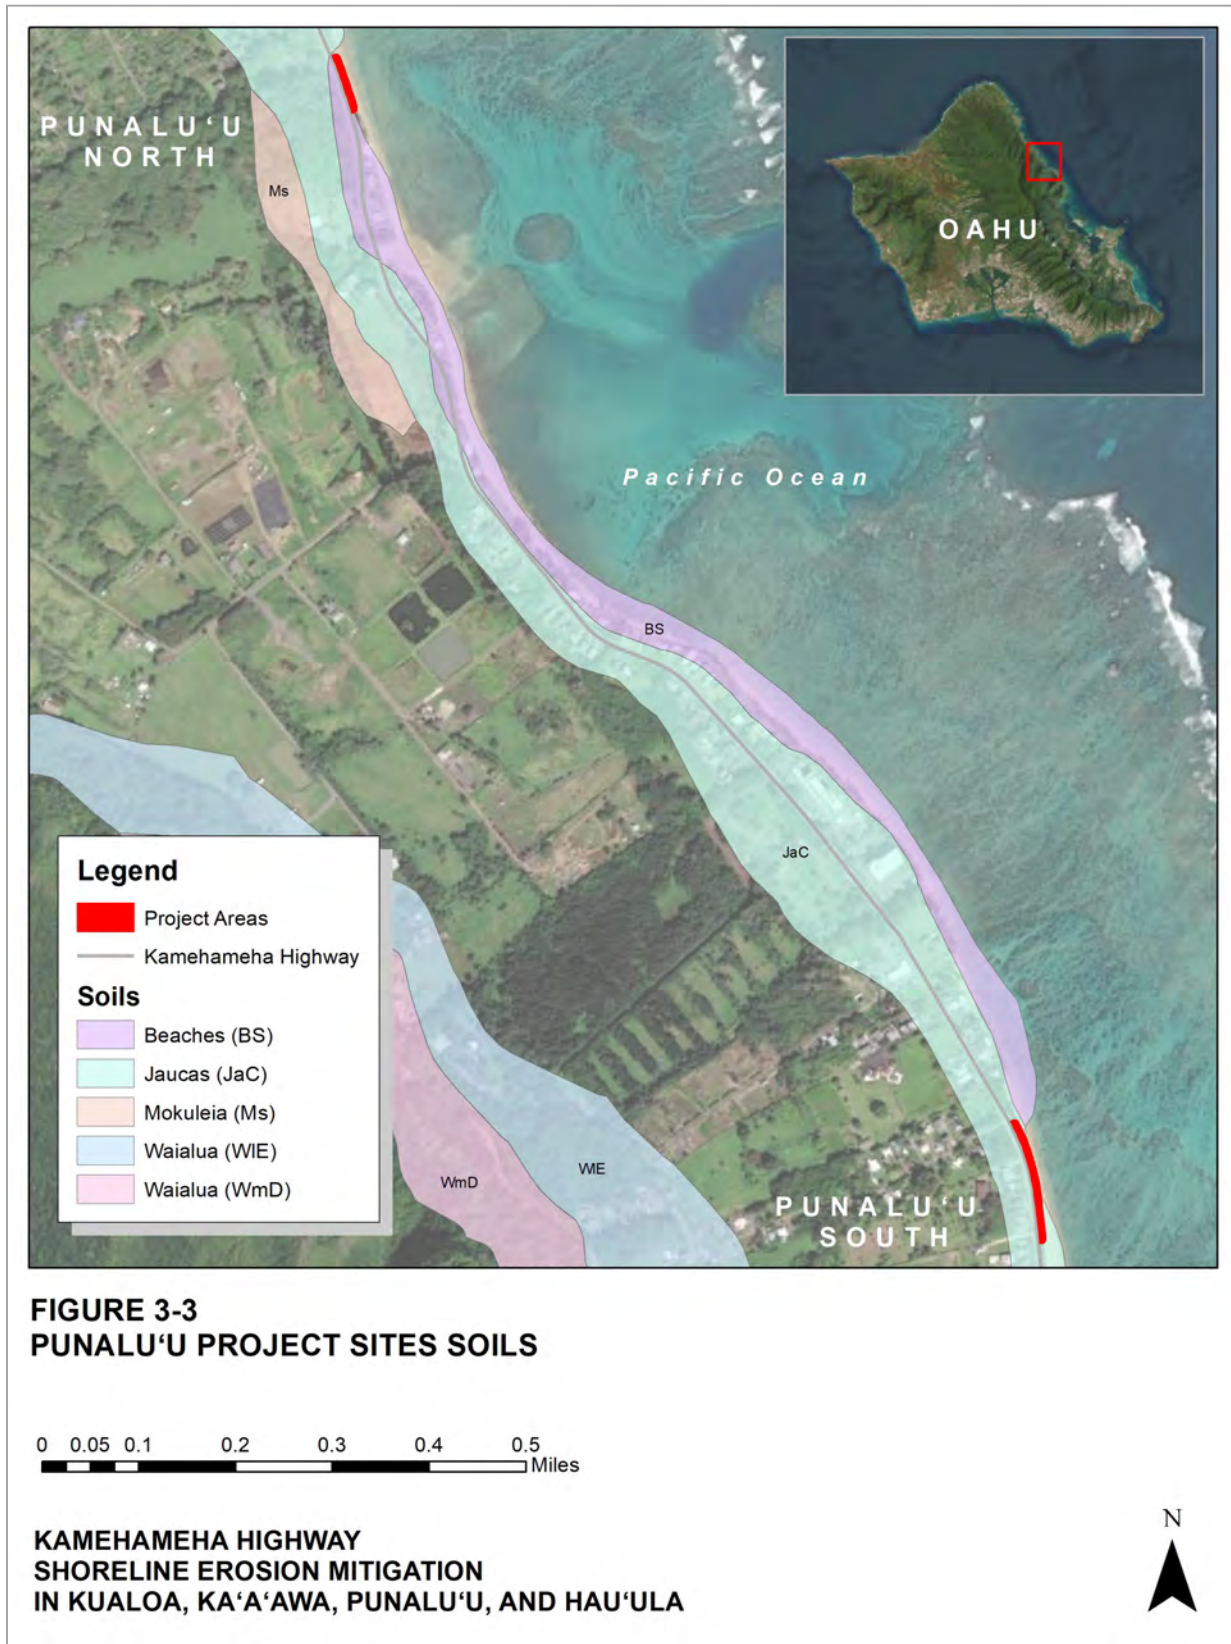 PUNALU‘U
NORTH
OAHU
Ms
Pacific Ocean
BS
JaC
Legend
Project Areas
Kamehameha Highway
Soils
Beaches (BS)
Jaucas (JaC)
Mokuleia (Ms)
Waialua (WlE)
Waialua (WmD)
WmD
WlE
PUNALU‘U
SOUTH
FIGURE 3-3
PUNALU‘U PROJECT SITES SOILS
0 0.05 0.1 0.2 0.3 0.4 0.5
Miles
N
KAMEHAMEHA HIGHWAY
SHORELINE EROSION MITIGATION
IN KUALOA, KA‘A‘AWA, PUNALU‘U, AND HAU‘ULA